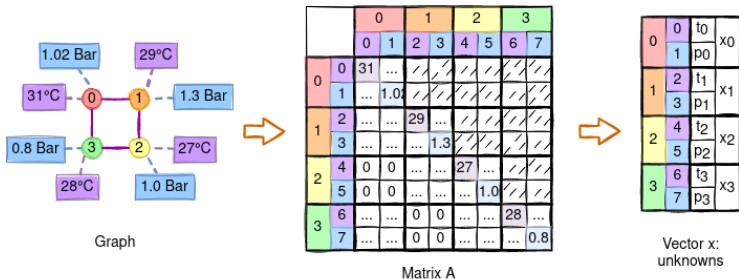 1.02 Bar
29°C
31°C
0
1
1.3 Bar
0.8 Bar
3
2
27°C
28°C
1.0 Bar
Graph
0 1 2 3
0 1 2 3 4 5 6 7
0 0 31 ...
1 ... 1.02
1 2 ... ... 29 ...
3 ... ... ... 1.3
2 4 0 0 ... ... 27 ...
5 0 0 ... ... ... 1.0
3 6 ... ... 0 0 ... ... 28 ...
7 ... ... 0 0 ... ... ... 0.8
Matrix A
0 0 t0 x0
1 p0
1 2 t1 x1
3 p1
2 4 t2 x2
5 p2
3 6 t3 x3
7 p3
Vector x:
unknowns